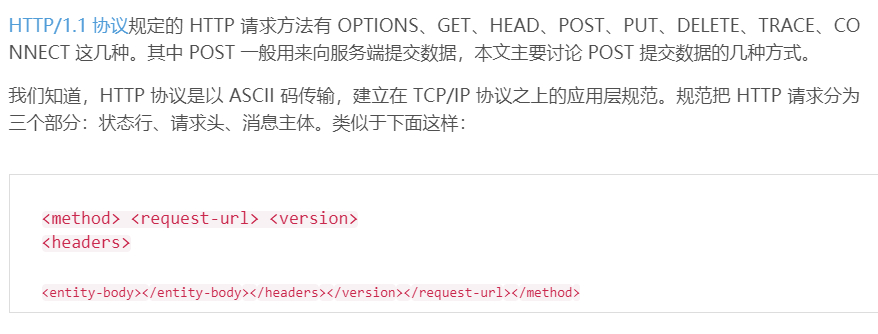 HTTP/1.1 协议规定的 HTTP 请求方法有 OPTIONS、GET、HEAD、POST、PUT、DELETE、TRACE、CO
NNECT 这几种。其中 POST 一般用来向服务端提交数据，本文主要讨论 POST 提交数据的几种方式。
我们知道，HTTP 协议是以 ASCII 码传输，建立在 TCP/IP 协议之上的应用层规范。规范把 HTTP 请求分为
三个部分：状态行、请求头、消息主体。类似于下面这样：
<method> <request-url> <version>
<headers>
<entity-body></entity-body></headers></version></request-url></method>